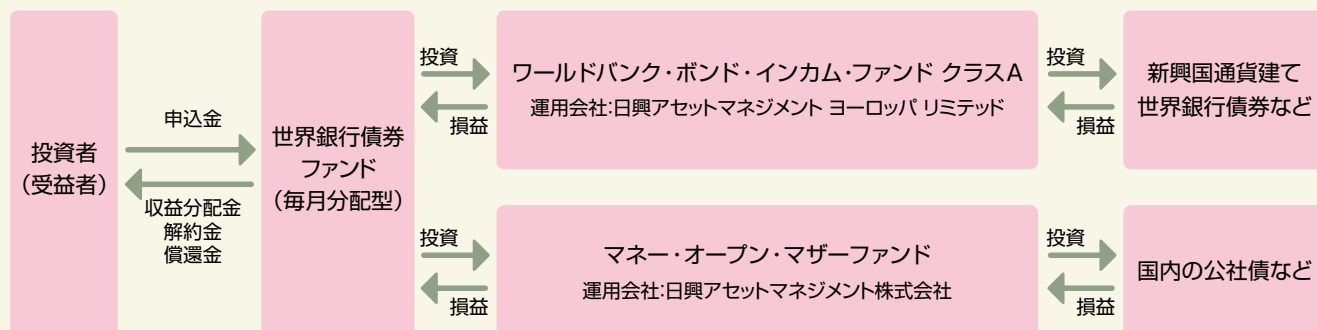 投資者
（受益者）
申込金
収益分配金
解約金
償還金
世界銀行債券
ファンド
（毎月分配型）
投資
損益
ワールドバンク・ボンド・インカム・ファンド クラスA
運用会社:日興アセットマネジメント ヨーロッパ リミテッド
投資
損益
新興国通貨建て
世界銀行債券など
投資
損益
マネー・オープン・マザーファンド
運用会社:日興アセットマネジメント株式会社
投資
損益
国内の公社債など